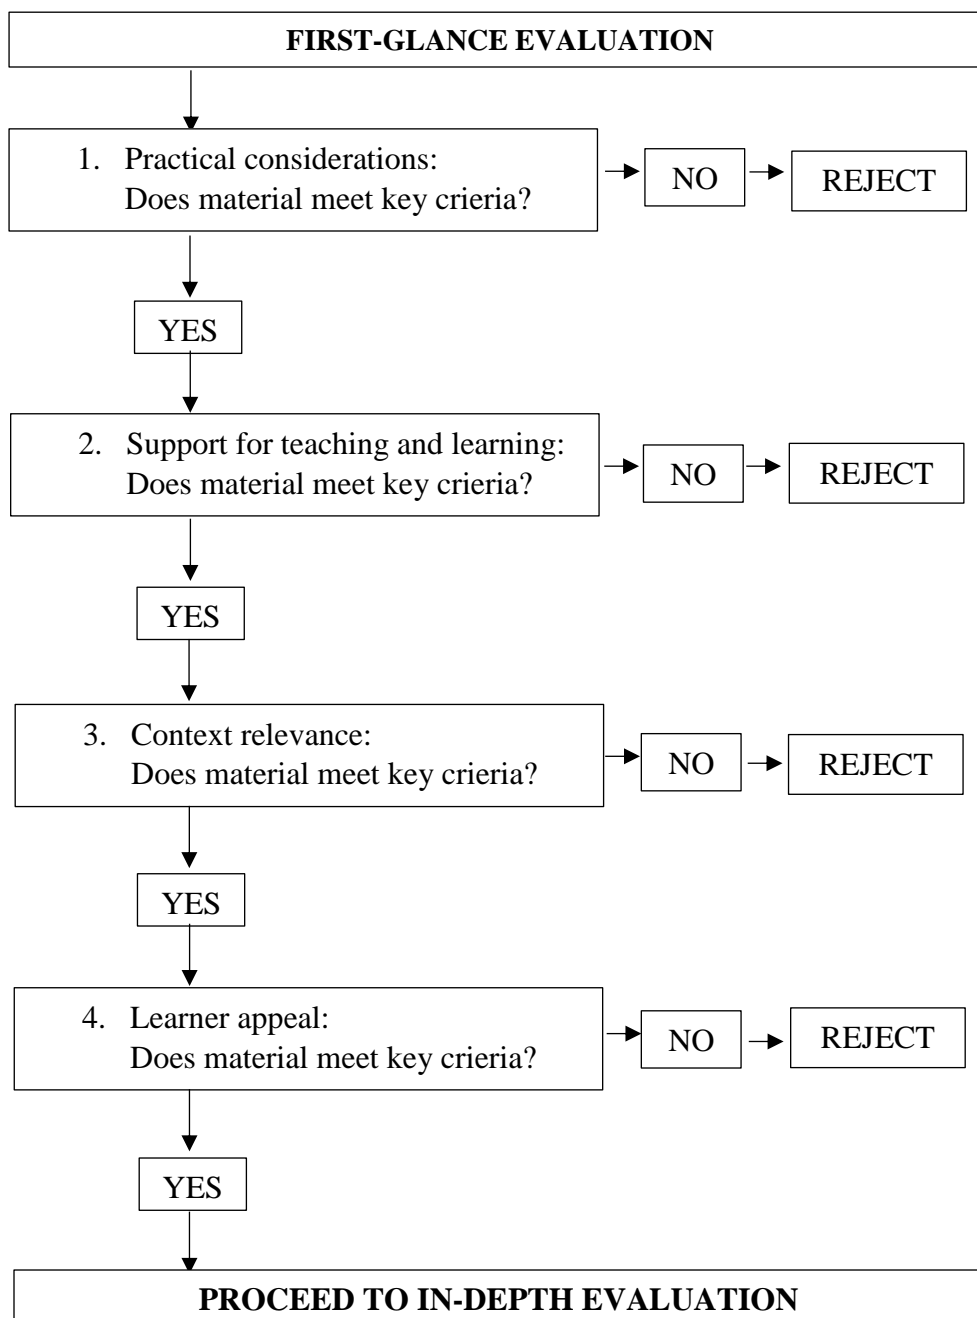 FIRST-GLANCE EVALUATION
1. Practical considerations:
Does material meet key crieria?
NO
REJECT
YES
2. Support for teaching and learning:
Does material meet key crieria?
NO
REJECT
YES
3. Context relevance:
Does material meet key crieria?
NO
REJECT
YES
4. Learner appeal:
Does material meet key crieria?
NO
REJECT
YES
PROCEED TO IN-DEPTH EVALUATION